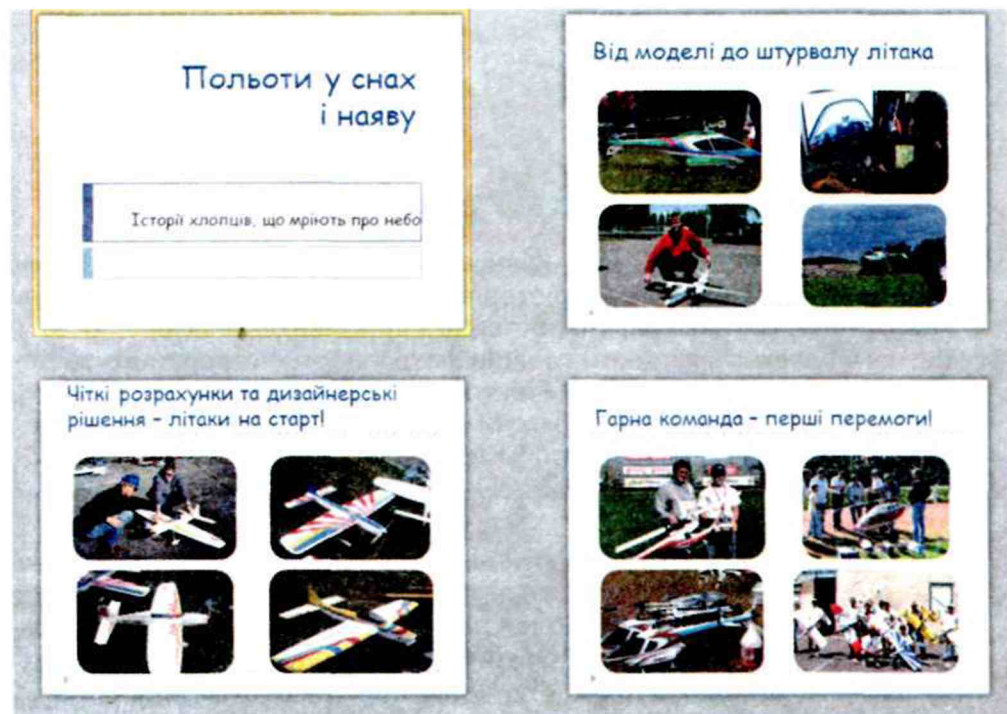 Польоти у снах
і наяву
Історії хлопців, що мріють про небо
Від моделі до штурвалу літака
Чіткі розрахунки та дизайнерські
рішення – літаки на старт!
Гарна команда – перші перемоги!